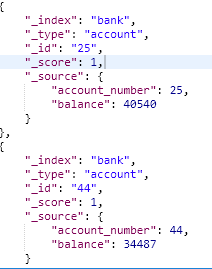 {
"_index": "bank",
"_type": "account",
"_id": "25",
"_score": 1,
"_source": {
"account_number": 25,
"balance": 40540
}
},
{
"_index": "bank",
"_type": "account",
"_id": "44",
"_score": 1,
"_source": {
"account_number": 44,
"balance": 34487
}